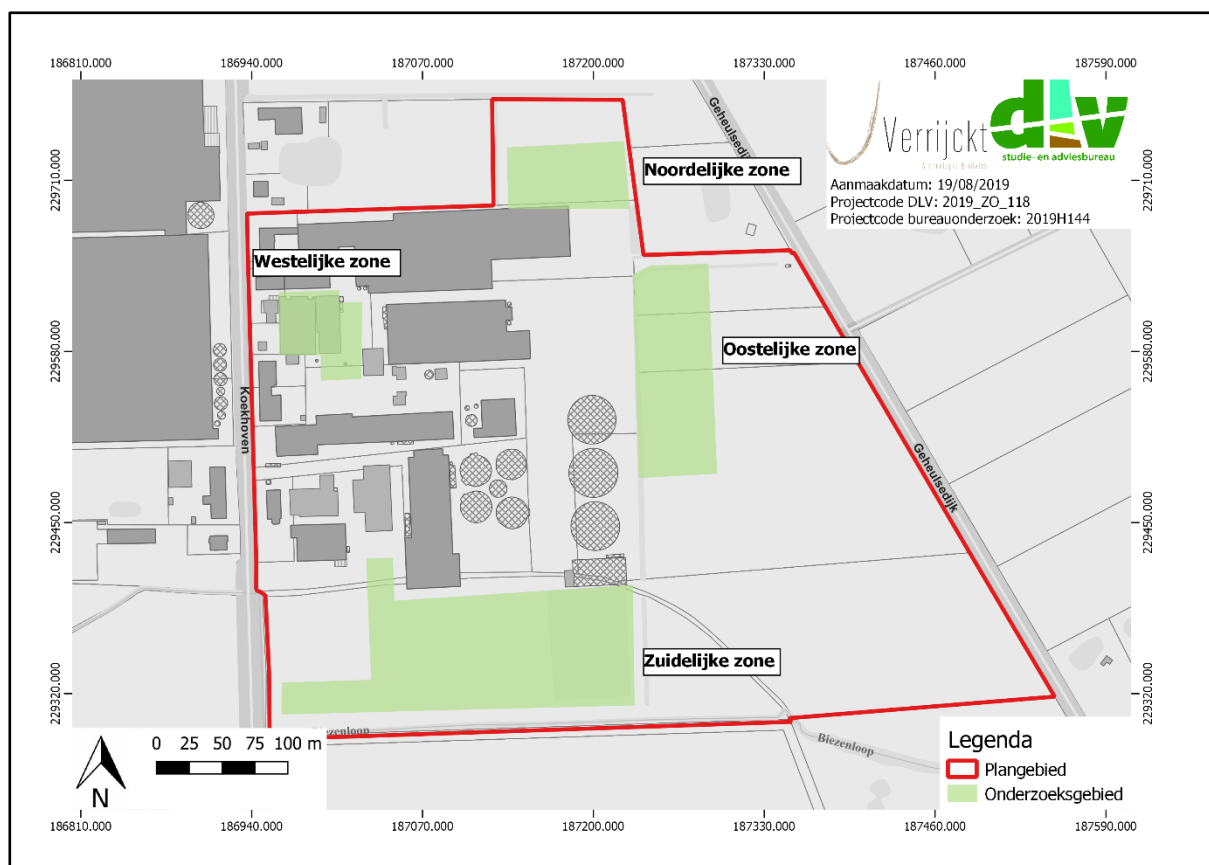 186810.000 186940.000 187070.000 187200.000 187330.000 187460.000 187590.000
Verrijckt
dlv
studie- en adviesbureau
Aanmaakdatum: 19/08/2019
Projectcode DLV: 2019_ZO_118
Projectcode bureauonderzoek: 2019H144
229710.000
229710.000
Geheulsedijk
Noordelijke zone
Westelijke zone
Oostelijke zone
229580.000
229580.000
Koekhoven
Geheulsedijk
229450.000
229450.000
Zuidelijke zone
229320.000
229320.000
Biezenloop
Biezenloop
0 25 50 75 100 m
N
Legenda
Plangebied
Onderzoeksgebied
186810.000 186940.000 187070.000 187200.000 187330.000 187460.000 187590.000